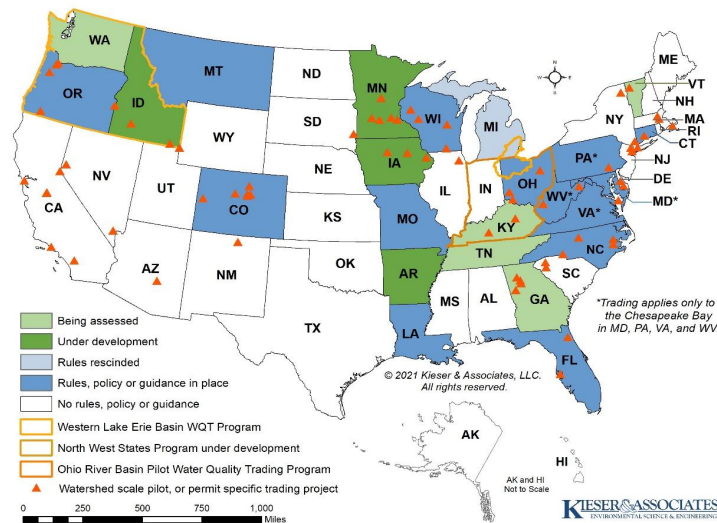 WA
OR
ID
MT
ND
SD
NE
KS
OK
TX
WY
UT
CO
NV
CA
AZ
NM
MN
IA
MO
AR
LA
WI
MI
IL
IN
OH
KY
TN
MS
AL
GA
FL
SC
NC
VA*
WV*
PA*
NY
ME
VT
NH
MA
RI
CT
NJ
DE
MD*
*Trading applies only to
the Chesapeake Bay
in MD, PA, VA, and WV.
© 2021 Kieser & Associates, LLC.
All rights reserved.
Being assessed
Under development
Rules rescinded
Rules, policy or guidance in place
No rules, policy or guidance
Western Lake Erie Basin WQT Program
North West States Program under development
Ohio River Basin Pilot Water Quality Trading Program
Watershed scale pilot, or permit specific trading project
0 250 500 1,000
Miles
AK
HI
AK and HI
Not to Scale
KIESER & ASSOCIATES
ENVIRONMENTAL SCIENCE & ENGINEERING